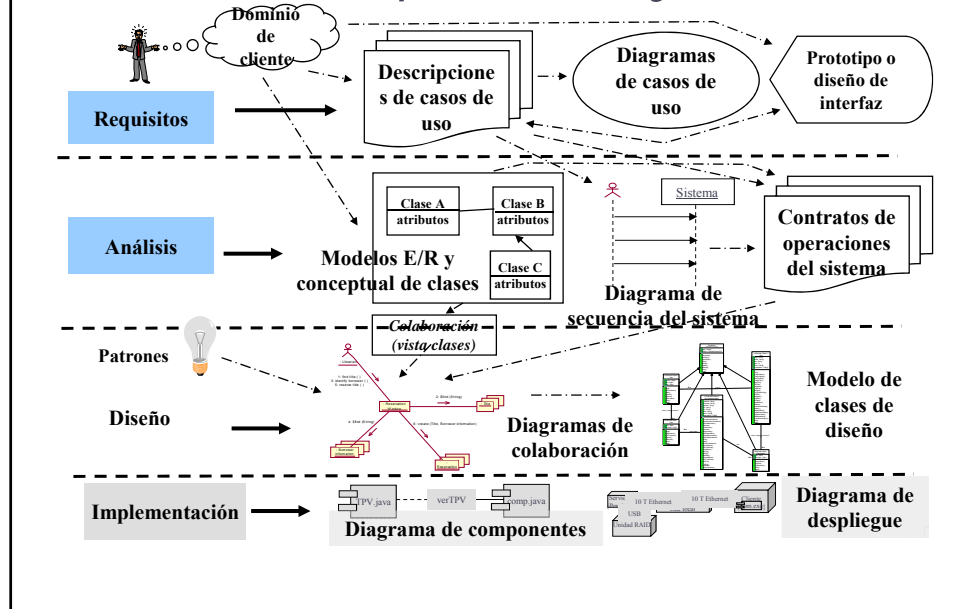 Dominio
de
cliente
Descripcione
s de casos de
uso
Diagramas
de casos de
uso
Prototipo o
diseño de
interfaz
Requisitos
Clase A
atributos
Clase B
atributos
Clase C
atributos
Sistema
Contratos de
operaciones
del sistema
Análisis
Modelos E/R y
conceptual de clases
Diagrama de
secuencia del sistema
Colaboración
(vista clases)
Patrones
Diseño
Diagramas de
colaboración
Modelo de
clases de
diseño
Implementación
TPV.java
verTPV
comp.java
Diagrama de componentes
10 T Ethernet
10 T Ethernet
Cliente
USB
Unidad RAID
Diagrama de
despliegue